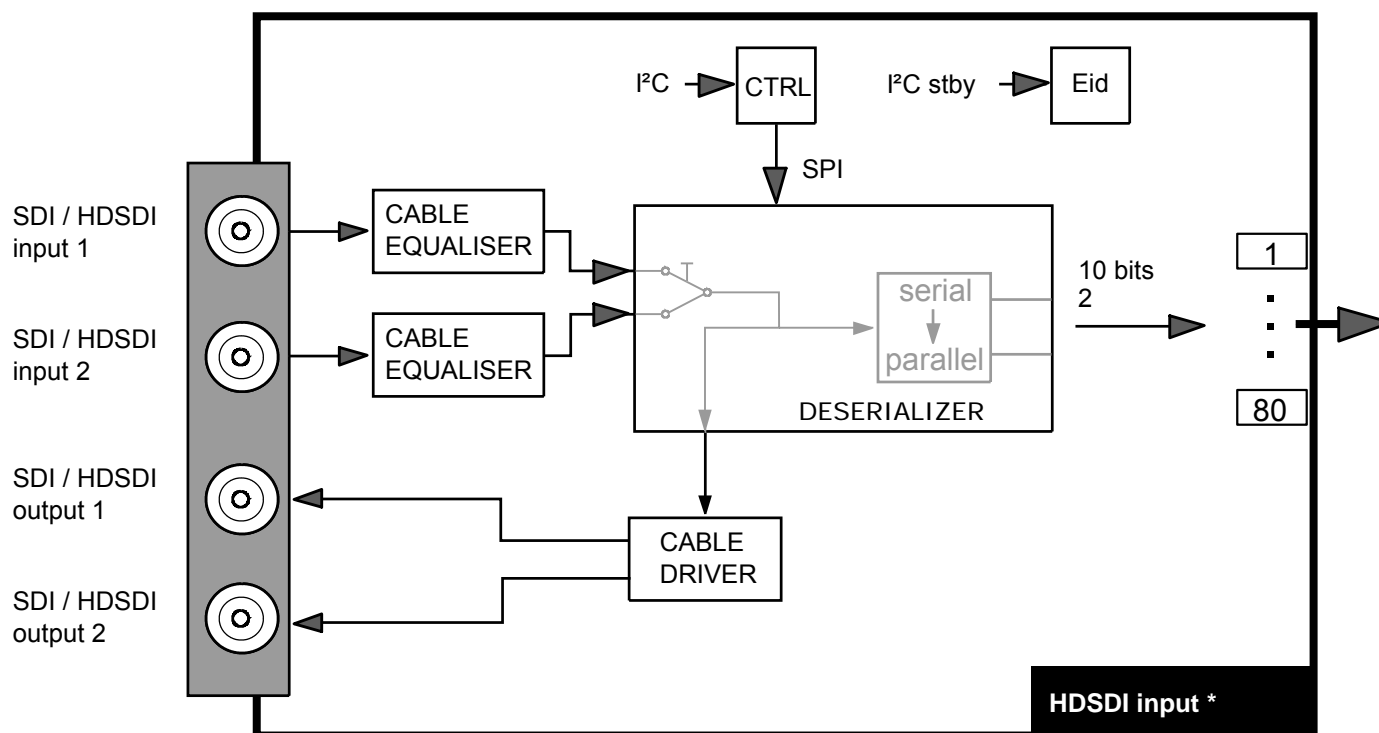 I²C
CTRL
I²C stby
Eid
SPI
SDI / HDSDI
input 1
CABLE
EQUALISER
SDI / HDSDI
input 2
CABLE
EQUALISER
serial
parallel
DESERIALIZER
10 bits
2
1
80
SDI / HDSDI
output 1
CABLE
DRIVER
SDI / HDSDI
output 2
HDSDI input *